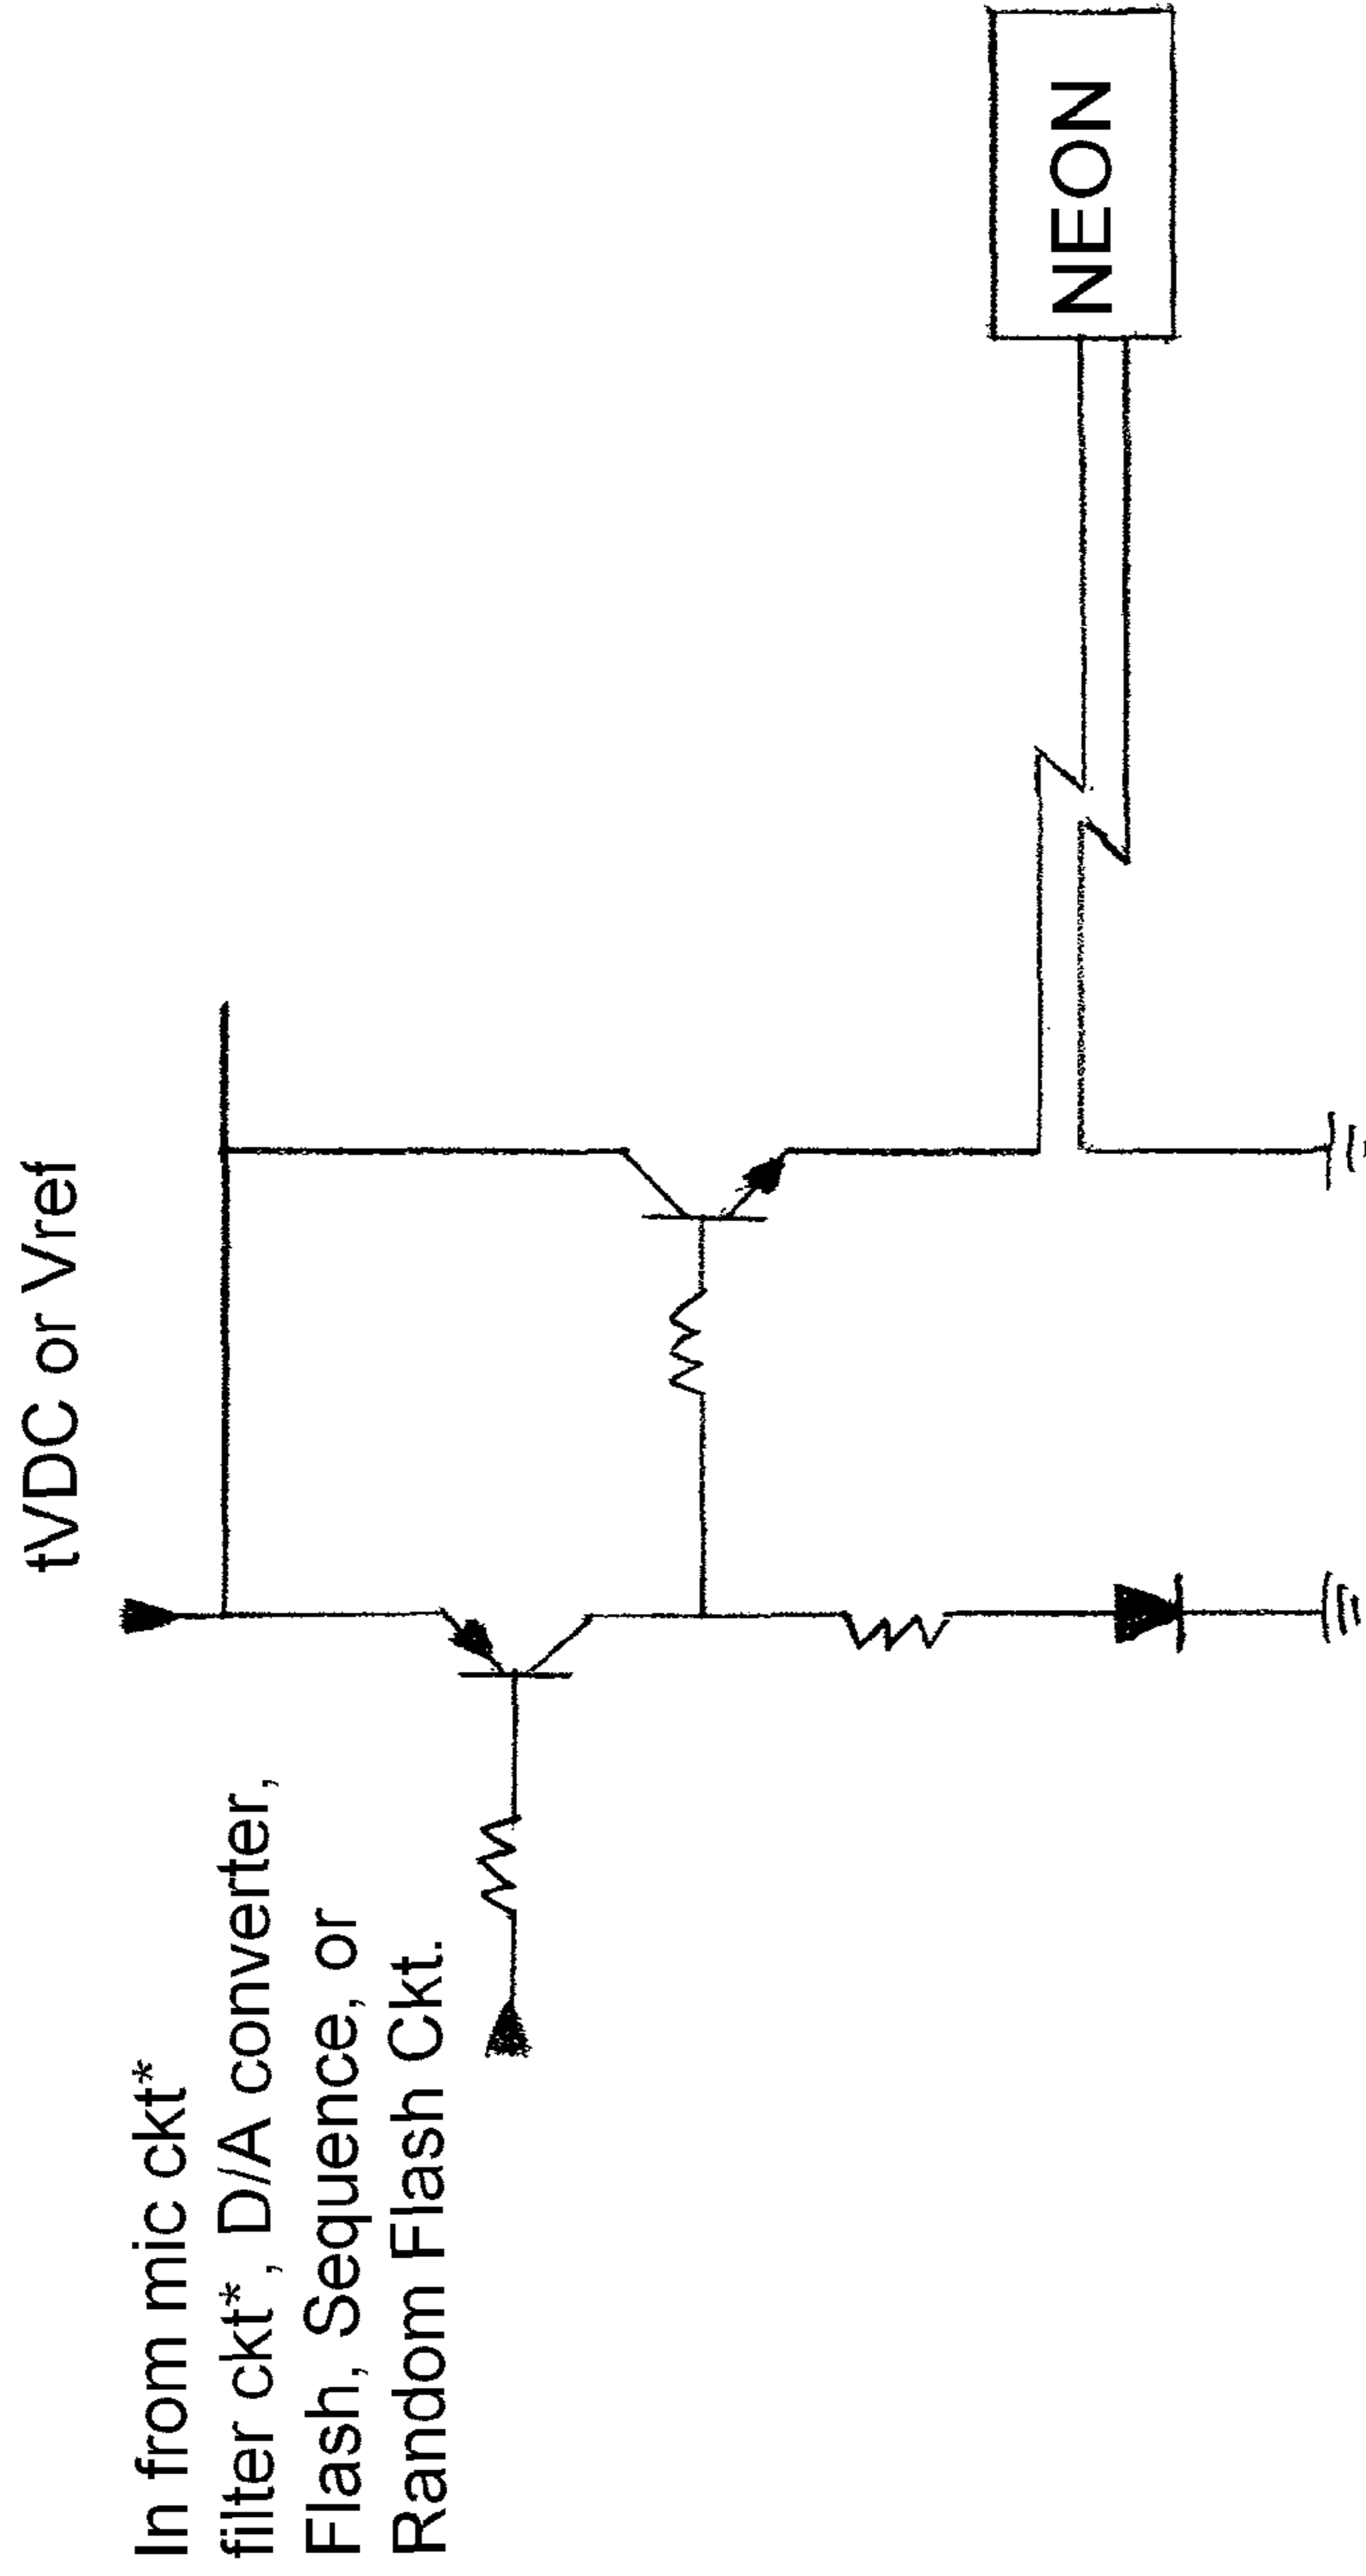 tVDC or Vref
In from mic ckt*
filter ckt*, D/A converter,
Flash, Sequence, or
Random Flash Ckt.
NEON